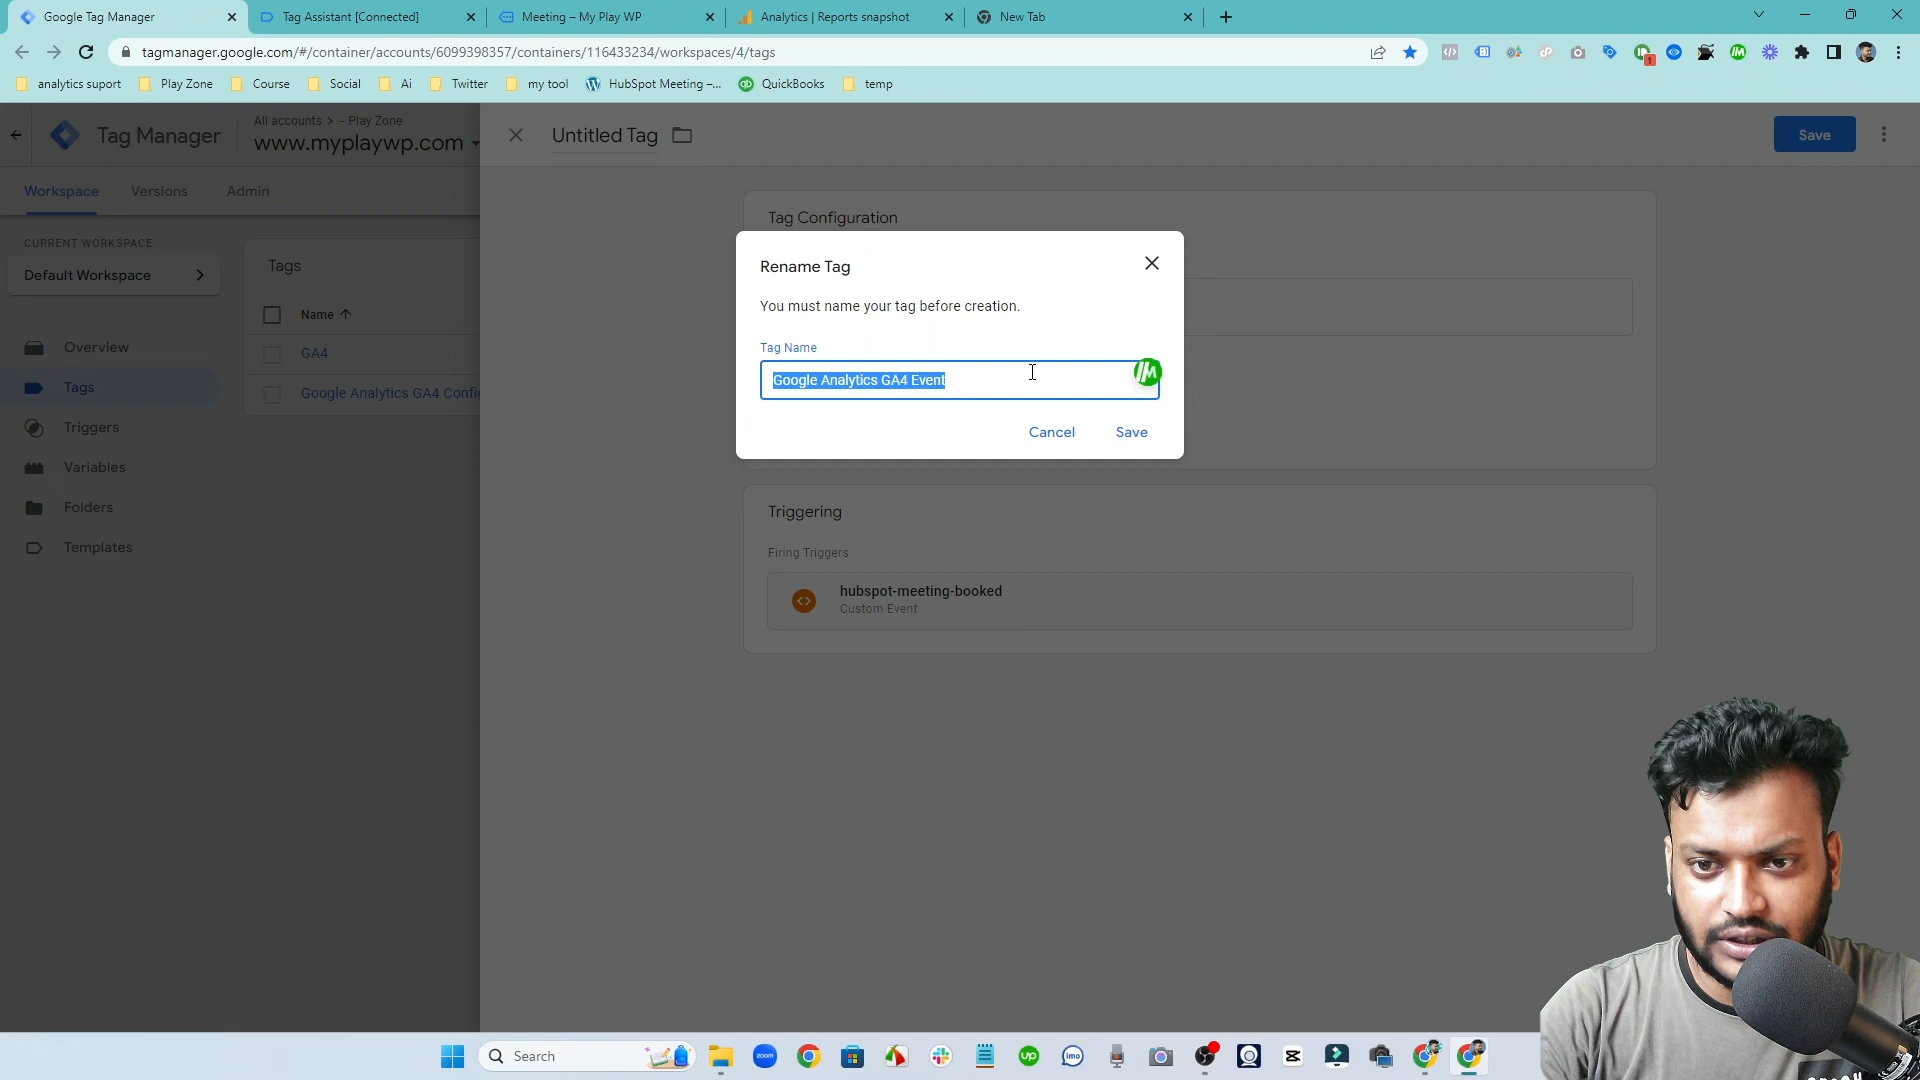 Google Tag Manager
Tag Assistant [Connected]
Meeting – My Play WP
Analytics | Reports snapshot
New Tab
tagmanager.google.com/#/container/accounts/6099398357/containers/116433234/workspaces/4/tags
1
analytics suport
Play Zone
Course
Social
Ai
Twitter
my tool
HubSpot Meeting –...
QuickBooks
temp
Tag Manager
All accounts > – Play Zone
www.myplaywp.com
Untitled Tag
Save
Workspace
Versions
Admin
CURRENT WORKSPACE
Default Workspace
Overview
Tags
Triggers
Variables
Folders
Templates
Tags
Name
GA4
Google Analytics GA4 Config
Tag Configuration
Rename Tag
You must name your tag before creation.
Tag Name
Google Analytics GA4 Event
Cancel
Save
Triggering
Firing Triggers
hubspot-meeting-booked
Custom Event
Search
zoom
up
imo